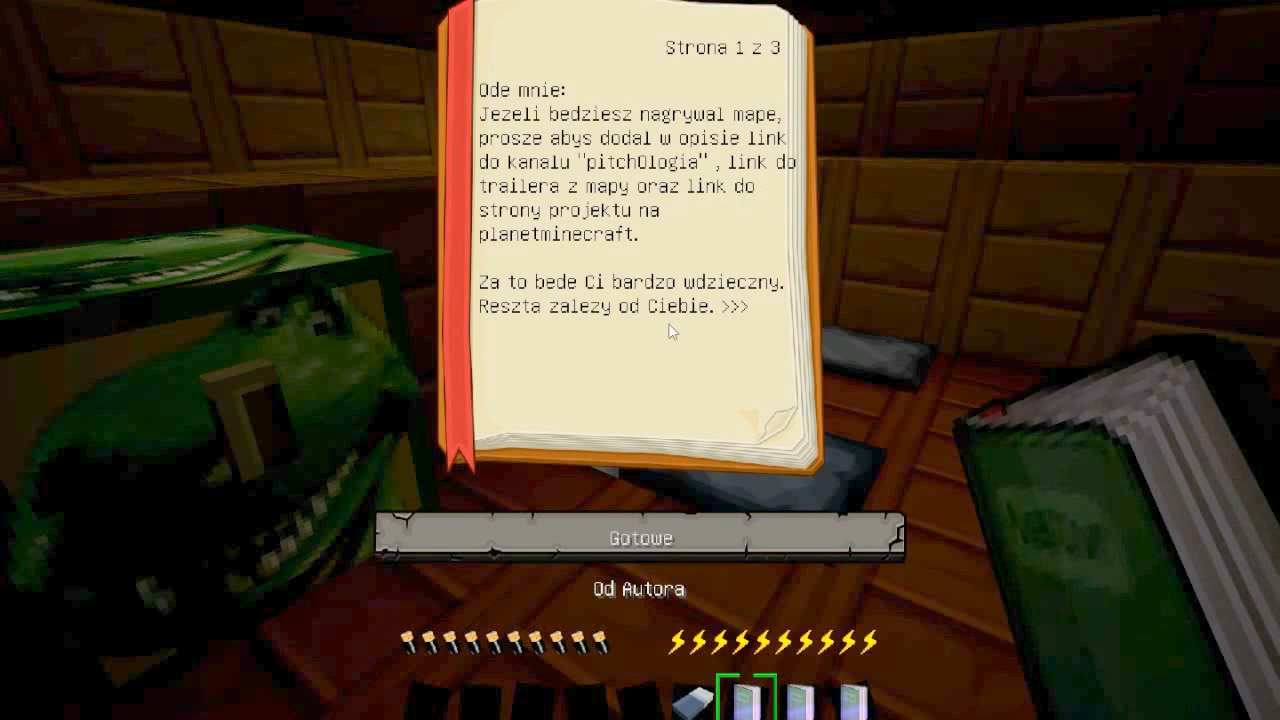 Strona 1 z 3
Ode mnie:
Jezeli bedziesz nagrywal mape,
prosze abys dodal w opisie link
do kanalu "pitch0logia" , link do
trailera z mapy oraz link do
strony projektu na
planetminecraft.
Za to bede Ci bardzo wdzieczny.
Reszta zalezy od Ciebie. >>>
Gotowe
Od Autora